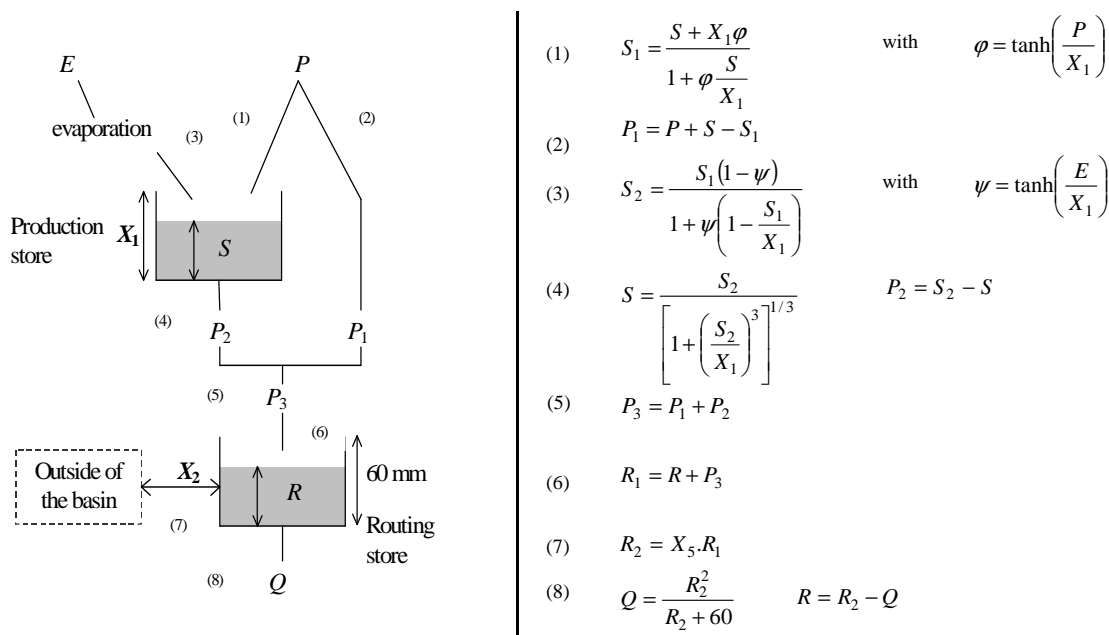 E
P
evaporation
(3)
(1)
(2)
Production
store
X1
S
(4)
P2
P1
(5)
P3
(6)
Outside of
the basin
X2
R
60 mm
(7)
Routing
store
(8)
Q
(1) S₁ = (S + X₁φ) / (1 + φ S/X₁) with φ = tanh(P/X₁)
(2) P₁ = P + S − S₁
(3) S₂ = S₁(1 − ψ) / (1 + ψ(1 − S₁/X₁)) with ψ = tanh(E/X₁)
(4) S = S₂ / [1 + (S₂/X₁)³]^(1/3) P₂ = S₂ − S
(5) P₃ = P₁ + P₂
(6) R₁ = R + P₃
(7) R₂ = X₅.R₁
(8) Q = R₂² / (R₂ + 60) R = R₂ − Q